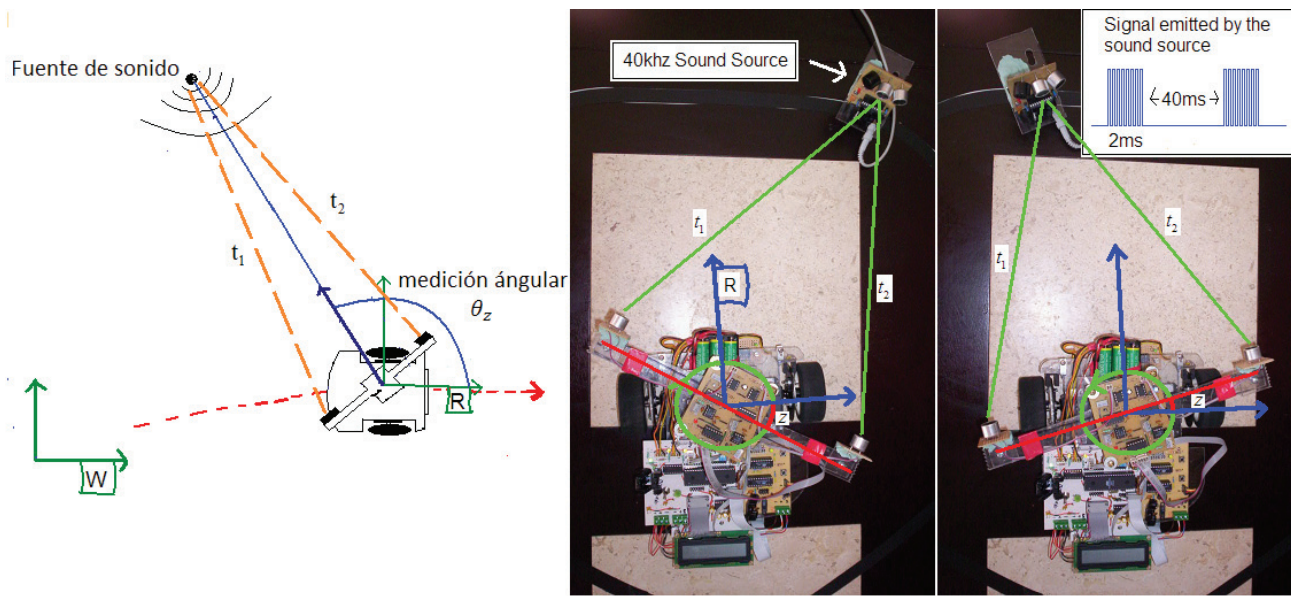 Fuente de sonido
t₁
t₂
medición ángular
θz
R
W
40khz Sound Source
t₁
t₂
R
z
Signal emitted by the
sound source
40ms
2ms
t₁
t₂
z